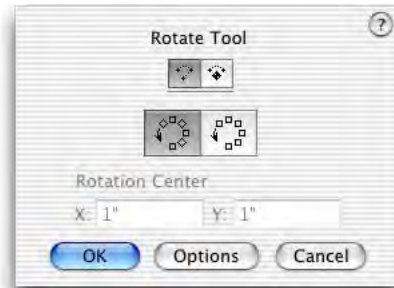 ?
Rotate Tool
Rotation Center
X: 1" Y: 1"
OK Options Cancel